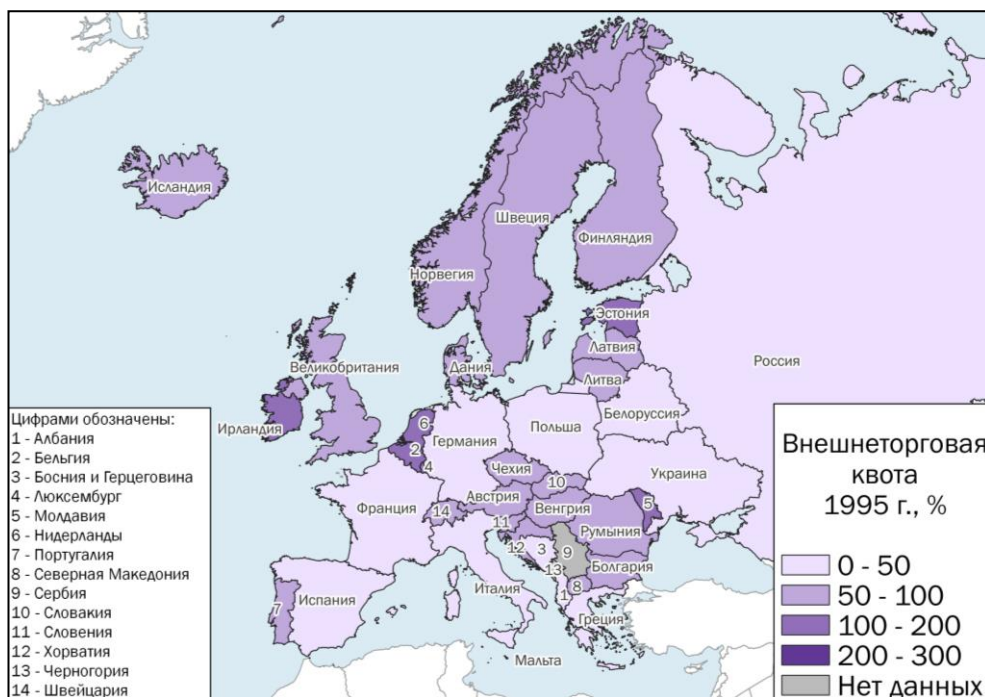 Исландия
Швеция
Финляндия
Норвегия
Эстония
Латвия
Россия
Великобритания
Дания
Литва
Белоруссия
Ирландия
6
Германия
Польша
2
4
Украина
Чехия
10
5
Франция
Австрия
Венгрия
14
11
Румыния
12
3
9
Болгария
13
8
7
Испания
Италия
1
Греция
Мальта
Цифрами обозначены:
1 - Албания
2 - Бельгия
3 - Босния и Герцеговина
4 - Люксембург
5 - Молдавия
6 - Нидерланды
7 - Португалия
8 - Северная Македония
9 - Сербия
10 - Словакия
11 - Словения
12 - Хорватия
13 - Черногория
14 - Швейцария
Внешнеторговая
квота
1995 г., %
0 - 50
50 - 100
100 - 200
200 - 300
Нет данных